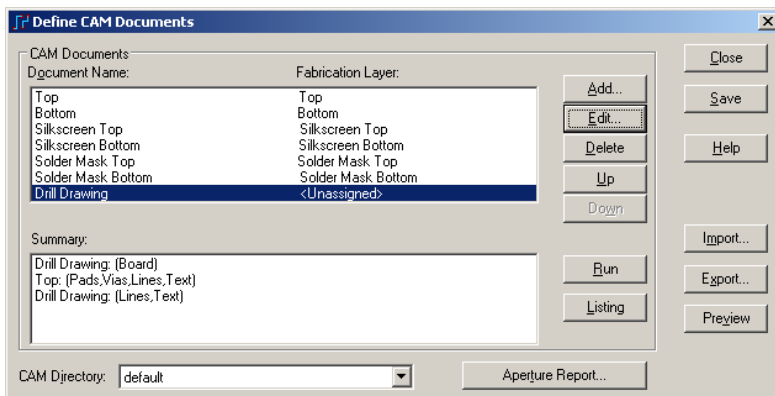 Define CAM Documents
CAM Documents
Document Name: Fabrication Layer:
Top Top
Bottom Bottom
Silkscreen Top Silkscreen Top
Silkscreen Bottom Silkscreen Bottom
Solder Mask Top Solder Mask Top
Solder Mask Bottom Solder Mask Bottom
Drill Drawing <Unassigned>
Add...
Edit...
Delete
Up
Down
Close
Save
Help
Summary:
Drill Drawing: (Board)
Top: (Pads,Vias,Lines,Text)
Drill Drawing: (Lines,Text)
Run
Listing
Import...
Export...
Preview
CAM Directory: default
Aperture Report...